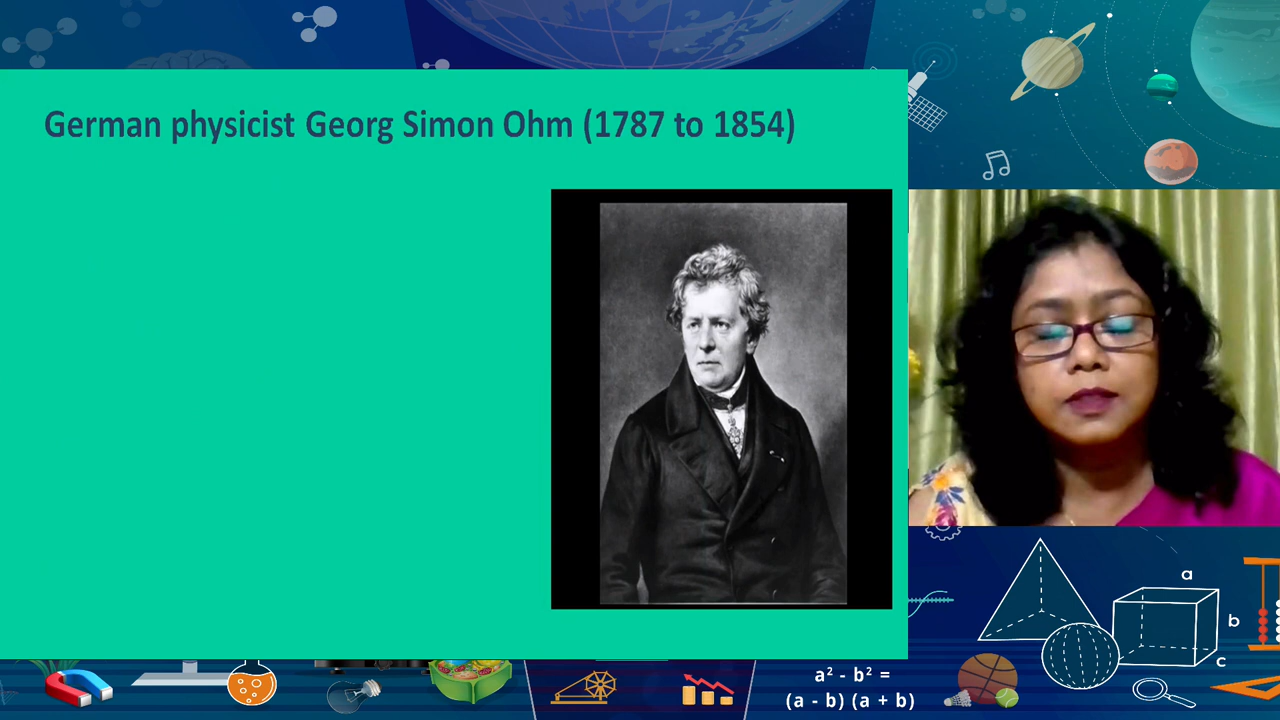 German physicist Georg Simon Ohm (1787 to 1854)
a
b
c
a² - b² =
(a - b) (a + b)